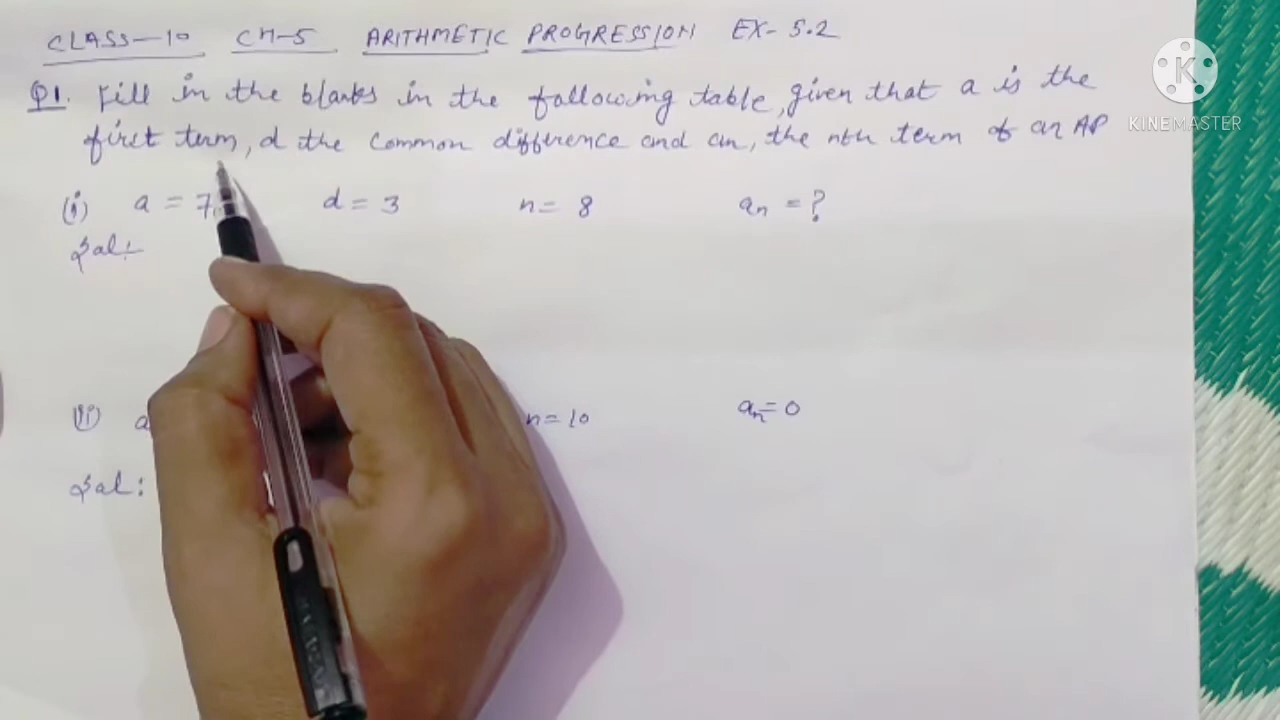 CLASS-10 CH-5 ARITHMETIC PROGRESSION EX- 5.2
K
KINEMASTER
Q1. Fill in the blanks in the following table, given that a is the
first term, d the common difference and an, the nth term of an AP
(i) a = 7 d = 3 n = 8 an = ?
Sol:
(ii) a n = 10 an = 0
Sol: